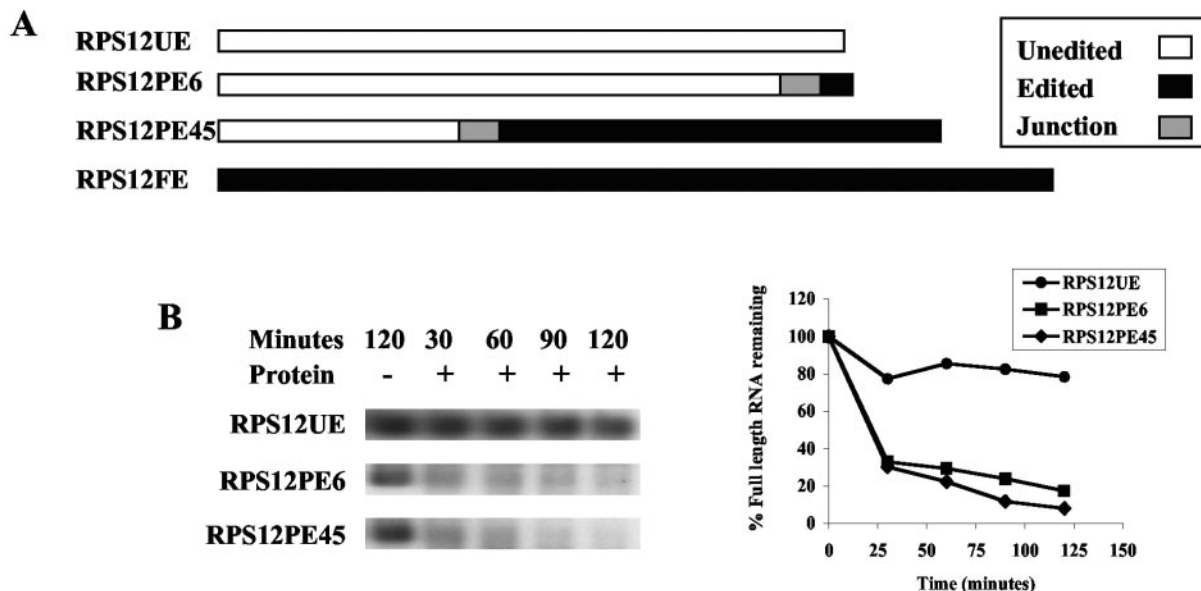 A
RPS12UE
RPS12PE6
RPS12PE45
RPS12FE
Unedited
Edited
Junction
B
Minutes 120 30 60 90 120
Protein - + + + +
RPS12UE
RPS12PE6
RPS12PE45
RPS12UE
RPS12PE6
RPS12PE45
% Full length RNA remaining
120
100
80
60
40
20
0
0 25 50 75 100 125 150
Time (minutes)